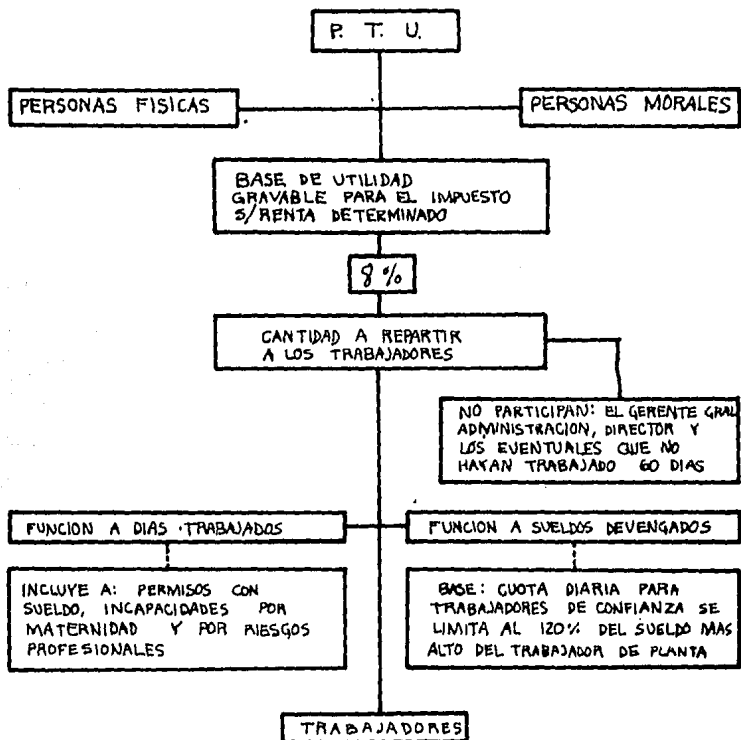 P. T. U.
PERSONAS FISICAS
PERSONAS MORALES
BASE DE UTILIDAD
GRAVABLE PARA EL IMPUESTO
S/RENTA DETERMINADO
8%
CANTIDAD A REPARTIR
A LOS TRABAJADORES
NO PARTICIPAN: EL GERENTE GRAL
ADMINISTRACION, DIRECTOR Y
LOS EVENTUALES QUE NO
HAYAN TRABAJADO 60 DIAS
FUNCION A DIAS TRABAJADOS
FUNCION A SUELDOS DEVENGADOS
INCLUYE A: PERMISOS CON
SUELDO, INCAPACIDADES POR
MATERNIDAD Y POR RIESGOS
PROFESIONALES
BASE: CUOTA DIARIA PARA
TRABAJADORES DE CONFIANZA SE
LIMITA AL 120% DEL SUELDO MAS
ALTO DEL TRABAJADOR DE PLANTA
TRABAJADORES